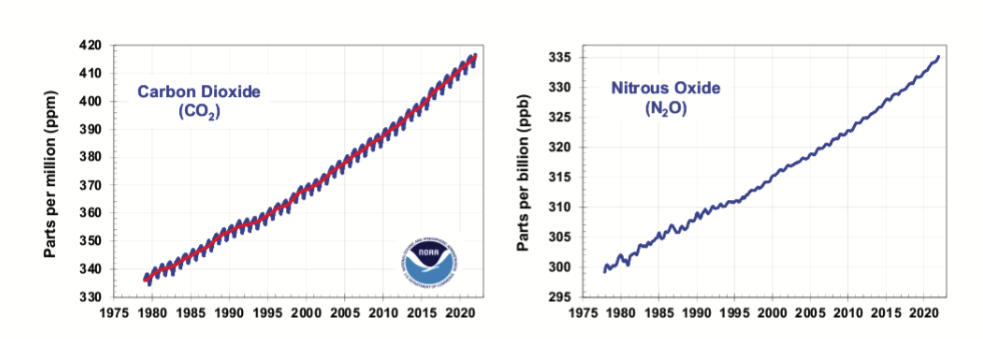 420
410
400
390
380
370
360
350
340
330
Parts per million (ppm)
Carbon Dioxide
(CO₂)
NOAA
1975 1980 1985 1990 1995 2000 2005 2010 2015 2020
335
330
325
320
315
310
305
300
295
Parts per billion (ppb)
Nitrous Oxide
(N₂O)
1975 1980 1985 1990 1995 2000 2005 2010 2015 2020